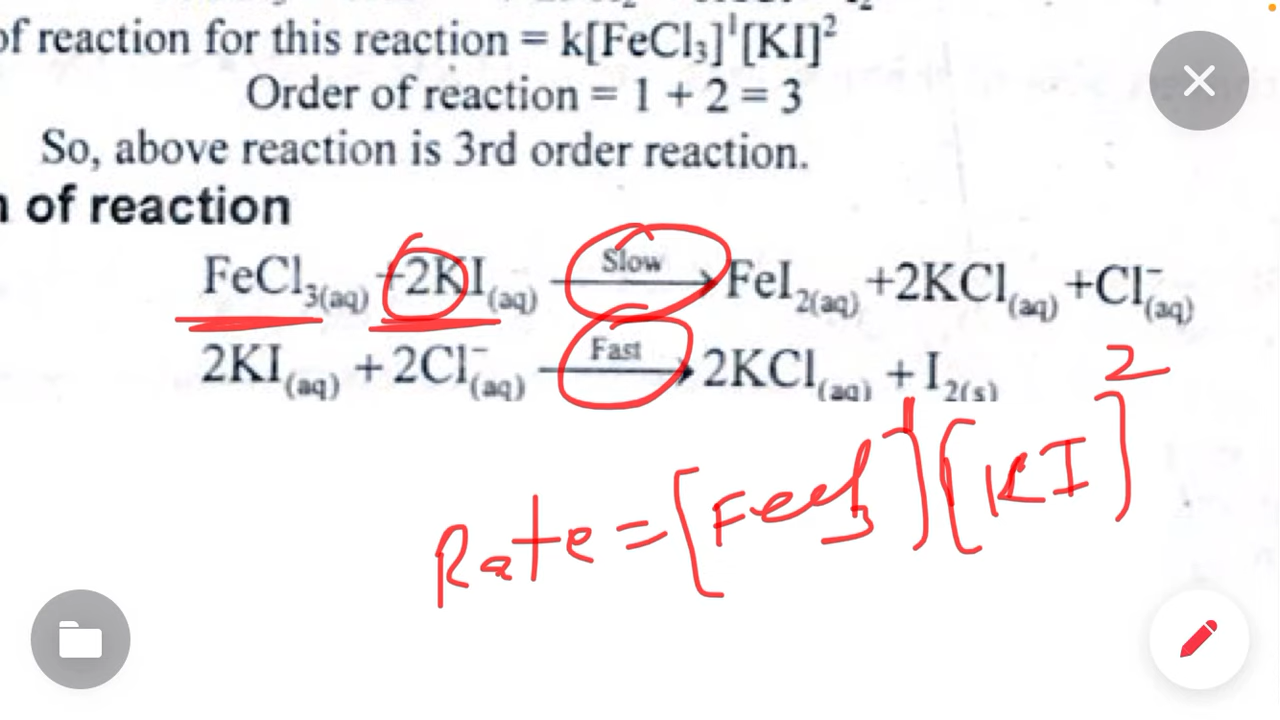 of reaction for this reaction = k[FeCl₃]¹[KI]²
Order of reaction = 1 + 2 = 3
So, above reaction is 3rd order reaction.
of reaction
FeCl₃(aq) + 2KI(aq) —Slow→ FeI₂(aq) +2KCl(aq) +Cl⁻(aq)
2KI(aq) + 2Cl⁻(aq) —Fast→ 2KCl(aq) + I₂(s)
Rate = [FeCl₃]¹ [KI]²